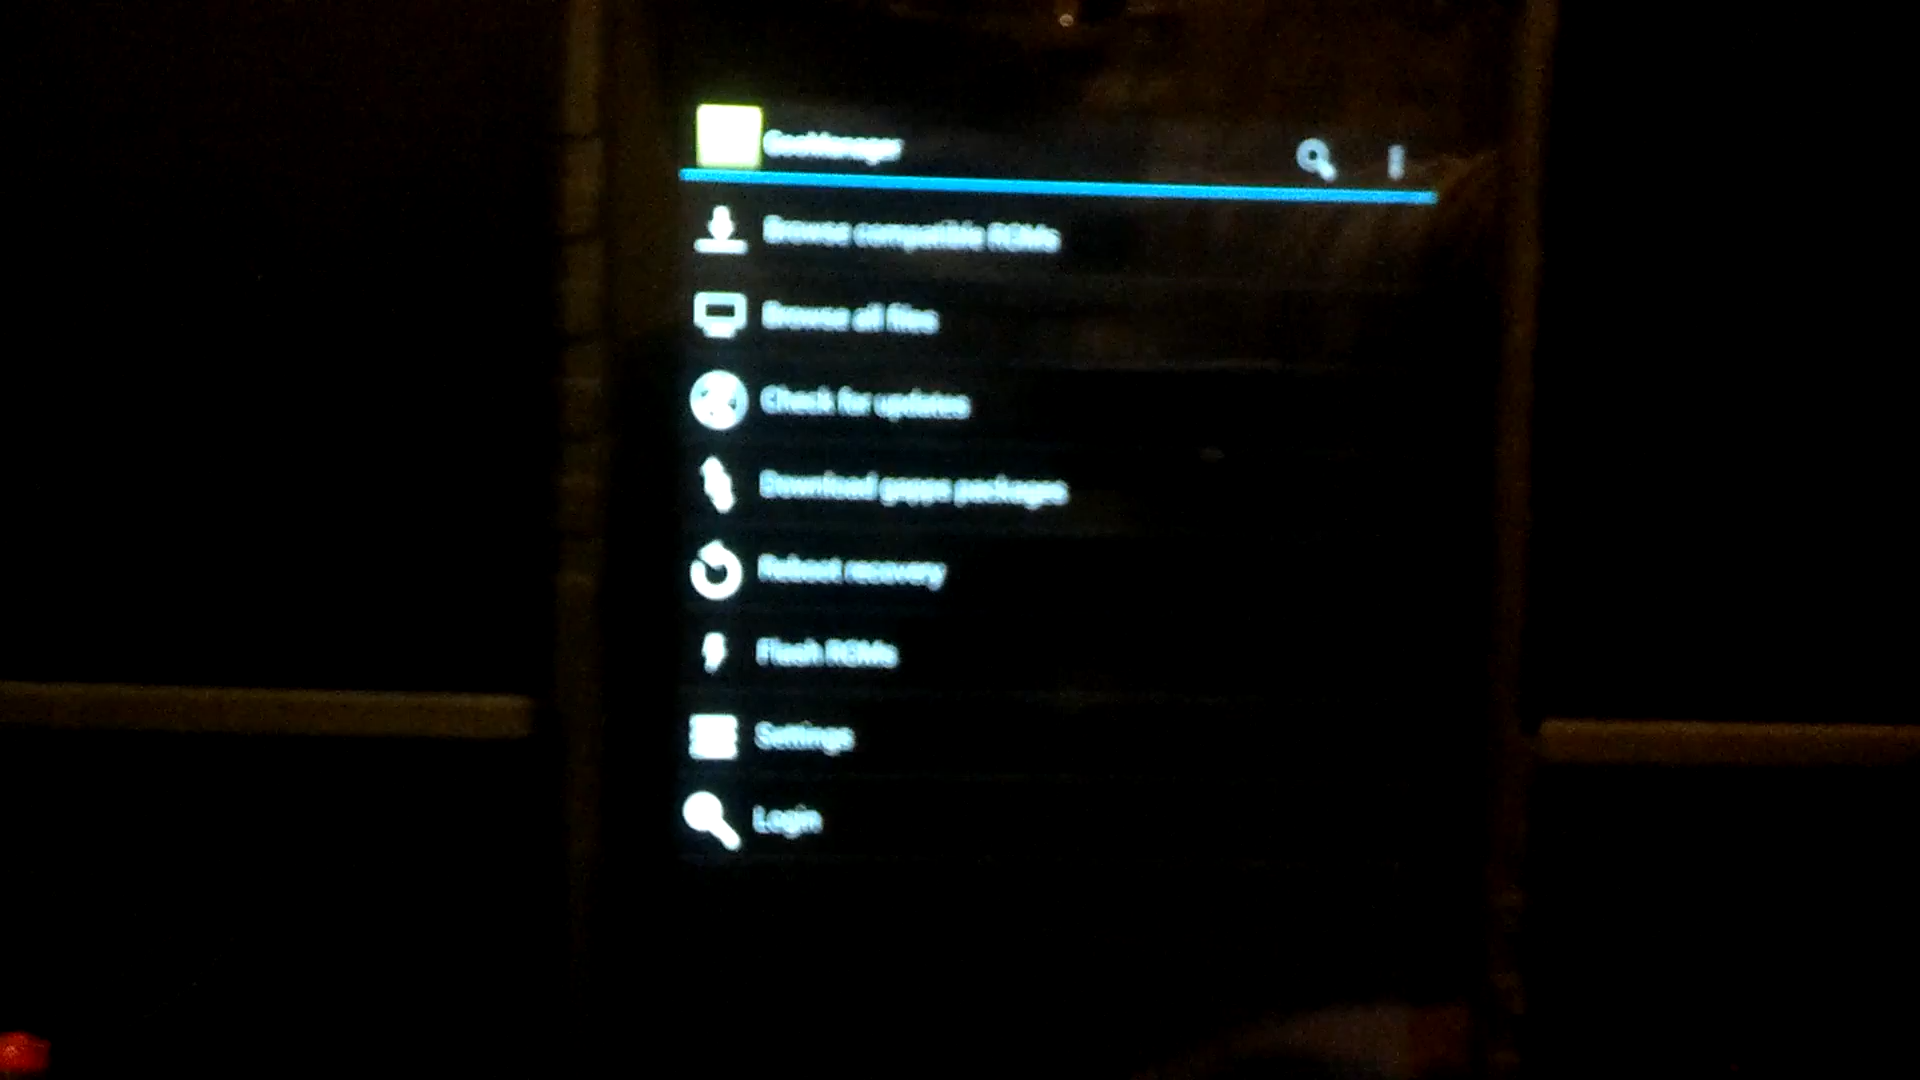 GooManager
Browse compatible ROMs
Browse all files
Check for updates
Download gapps packages
Reboot recovery
Flash ROMs
Settings
Login